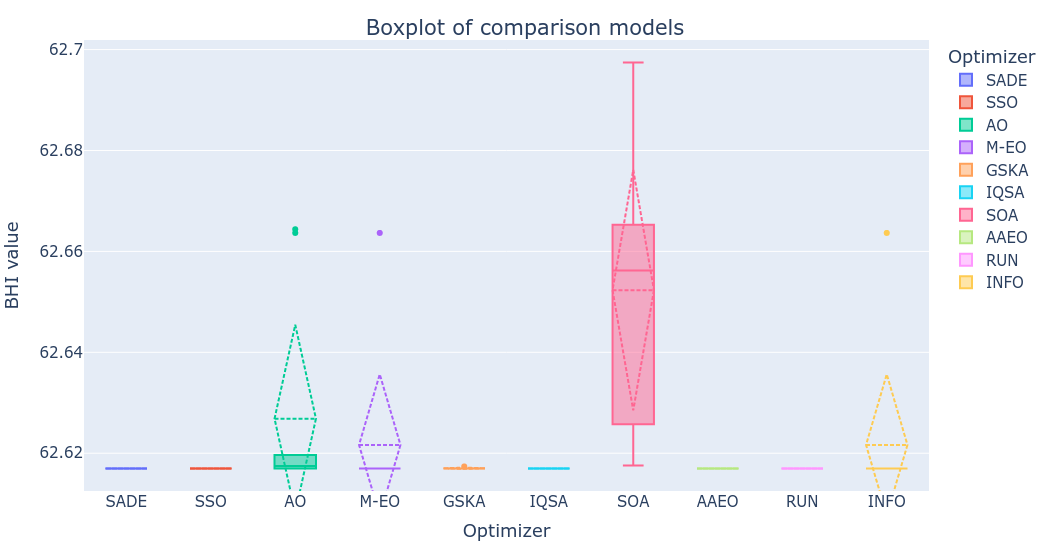 Boxplot of comparison models
62.7
62.68
62.66
62.64
62.62
BHI value
SADE SSO AO M-EO GSKA IQSA SOA AAEO RUN INFO
Optimizer
Optimizer
SADE
SSO
AO
M-EO
GSKA
IQSA
SOA
AAEO
RUN
INFO